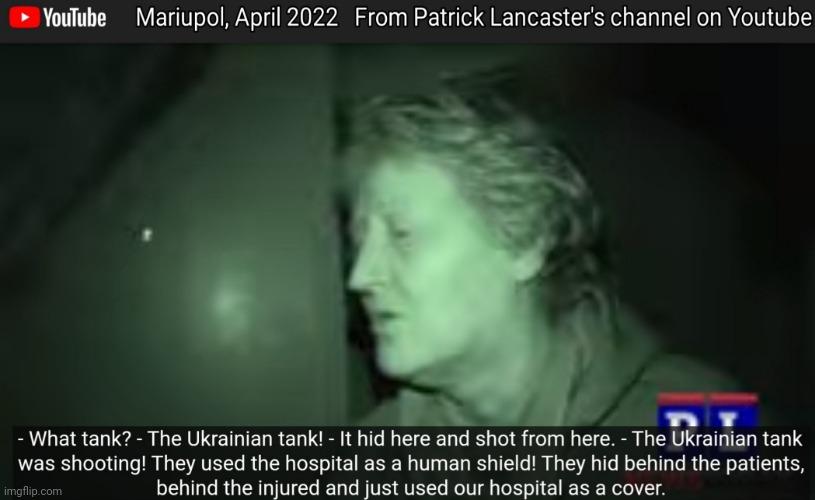 YouTube Mariupol, April 2022 From Patrick Lancaster's channel on Youtube
P L
- What tank? - The Ukrainian tank! - It hid here and shot from here. - The Ukrainian tank
was shooting! They used the hospital as a human shield! They hid behind the patients,
behind the injured and just used our hospital as a cover.
imgflip.com